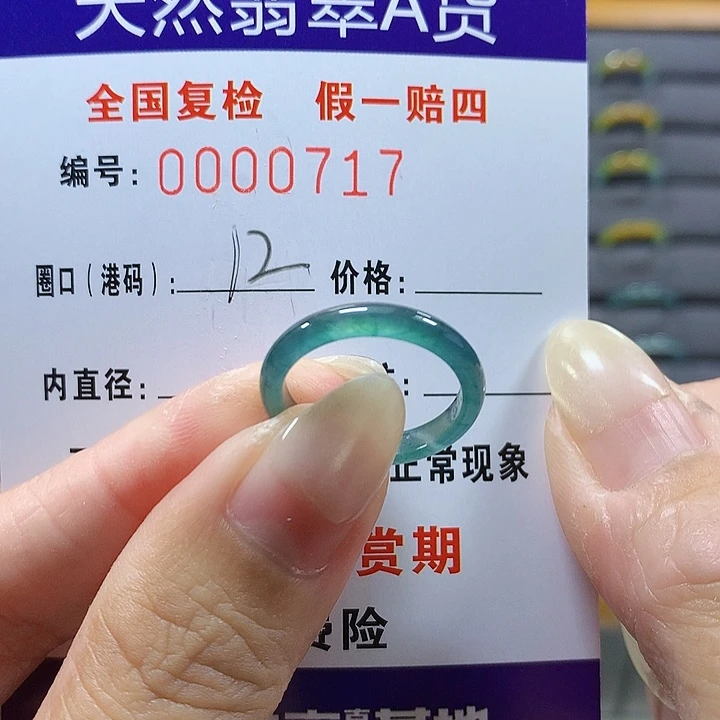 天然翡翠A货
全国复检 假一赔四
编号: 0000717
圈口(港码): 12 价格:
内直径:
正常现象
赏期
险